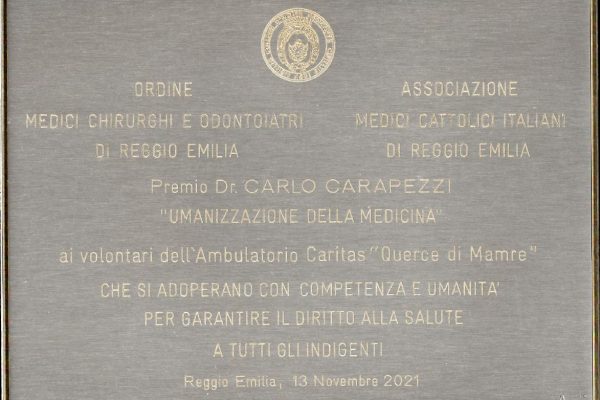 ORDINE
MEDICI CHIRURGHI E ODONTOIATRI
DI REGGIO EMILIA
ASSOCIAZIONE
MEDICI CATTOLICI ITALIANI
DI REGGIO EMILIA
Premio Dr. CARLO CARAPEZZI
"UMANIZZAZIONE DELLA MEDICINA"
ai volontari dell'Ambulatorio Caritas "Querce di Mamre"
CHE SI ADOPERANO CON COMPETENZA E UMANITA'
PER GARANTIRE IL DIRITTO ALLA SALUTE
A TUTTI GLI INDIGENTI
Reggio Emilia, 13 Novembre 2021